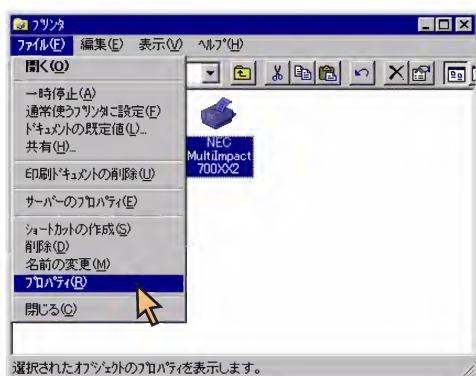 プリンタ
ファイル(F) 編集(E) 表示(V) ヘルプ(H)
開く(O)
一時停止(A)
通常使うプリンタに設定(F)
ドキュメントの既定値(L)...
共有(H)...
印刷ドキュメントの削除(U)
サーバーのプロパティ(E)
ショートカットの作成(S)
削除(D)
名前の変更(M)
プロパティ(R)
閉じる(C)
NEC
MultiImpact
700XX2
選択されたオブジェクトのプロパティを表示します。